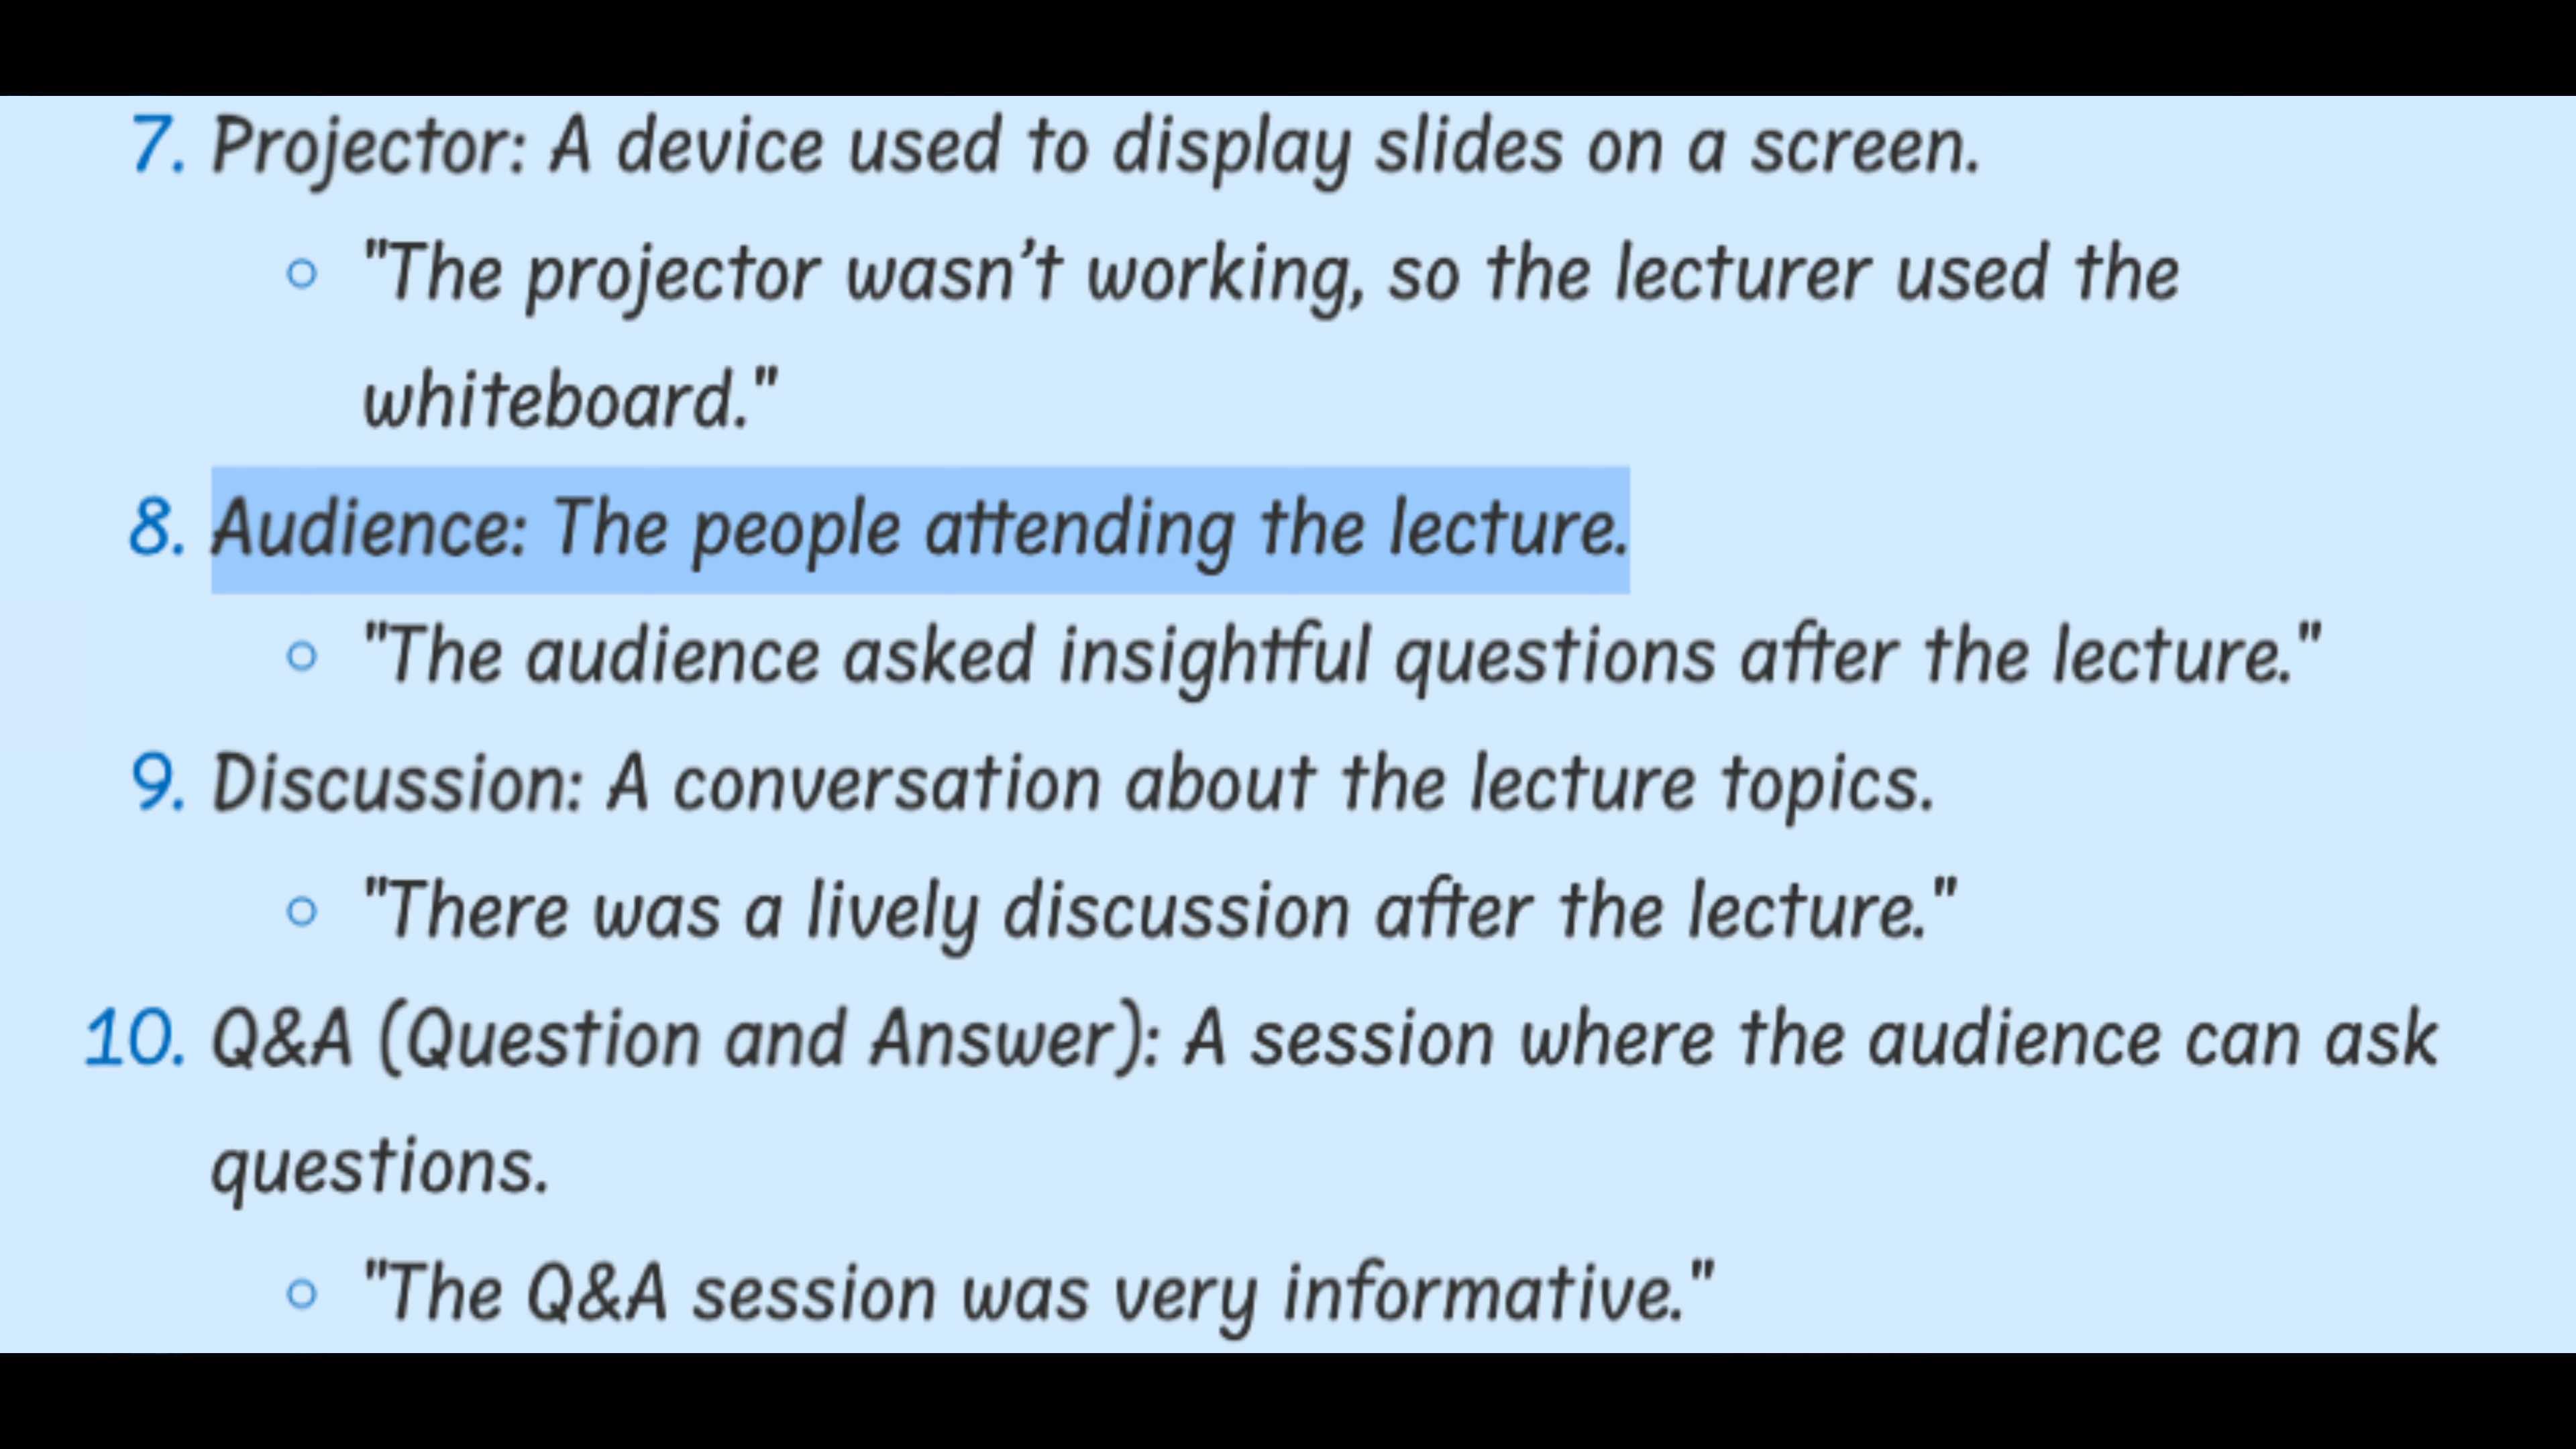 7. Projector: A device used to display slides on a screen.
○ "The projector wasn’t working, so the lecturer used the
whiteboard."
8. Audience: The people attending the lecture.
○ "The audience asked insightful questions after the lecture."
9. Discussion: A conversation about the lecture topics.
○ "There was a lively discussion after the lecture."
10. Q&A (Question and Answer): A session where the audience can ask
questions.
○ "The Q&A session was very informative."